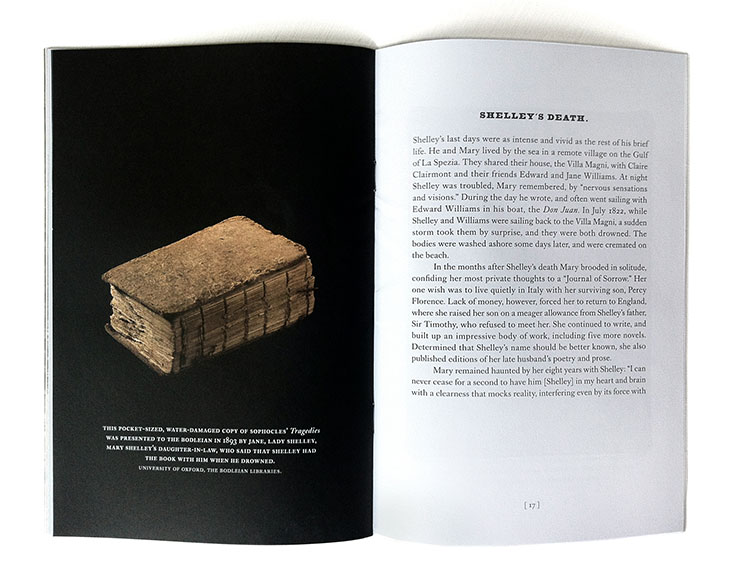 THIS POCKET-SIZED, WATER-DAMAGED COPY OF SOPHOCLES' Tragedies
WAS PRESENTED TO THE BODLEIAN IN 1893 BY JANE, LADY SHELLEY,
MARY SHELLEY'S DAUGHTER-IN-LAW, WHO SAID THAT SHELLEY HAD
THE BOOK WITH HIM WHEN HE DROWNED.
UNIVERSITY OF OXFORD, THE BODLEIAN LIBRARIES.
SHELLEY'S DEATH.
Shelley's last days were as intense and vivid as the rest of his brief
life. He and Mary lived by the sea in a remote village on the Gulf
of La Spezia. They shared their house, the Villa Magni, with Claire
Clairmont and their friends Edward and Jane Williams. At night
Shelley was troubled, Mary remembered, by “nervous sensations
and visions.” During the day he wrote, and often went sailing with
Edward Williams in his boat, the Don Juan. In July 1822, while
Shelley and Williams were sailing back to the Villa Magni, a sudden
storm took them by surprise, and they were both drowned. The
bodies were washed ashore some days later, and were cremated on
the beach.
In the months after Shelley's death Mary brooded in solitude,
confiding her most private thoughts to a “Journal of Sorrow.” Her
one wish was to live quietly in Italy with her surviving son, Percy
Florence. Lack of money, however, forced her to return to England,
where she raised her son on a meager allowance from Shelley's father,
Sir Timothy, who refused to meet her. She continued to write, and
built up an impressive body of work, including five more novels.
Determined that Shelley's name should be better known, she also
published editions of her late husband's poetry and prose.
Mary remained haunted by her eight years with Shelley: “I can
never cease for a second to have him [Shelley] in my heart and brain
with a clearness that mocks reality, interfering even by its force with
[ 17 ]